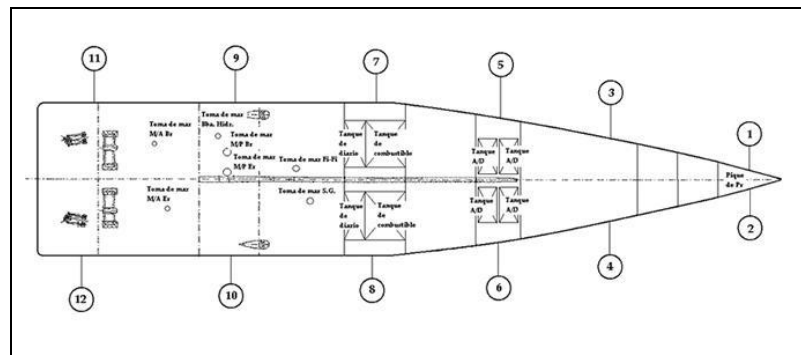 11
9
7
5
3
1
Toma de mar
M/A Br
Toma de mar
Bba. Hidr.
Toma de mar
M/P Br
Toma de mar
M/P Er
Toma de mar Fi-Fi
Toma de mar
M/A Er
Toma de mar S.G.
Tanque
de
diario
Tanque
de
combustible
Tanque
A/D
Tanque
A/D
Pique
de Pr
Tanque
de
diario
Tanque
de
combustible
Tanque
A/D
Tanque
A/D
12
10
8
6
4
2